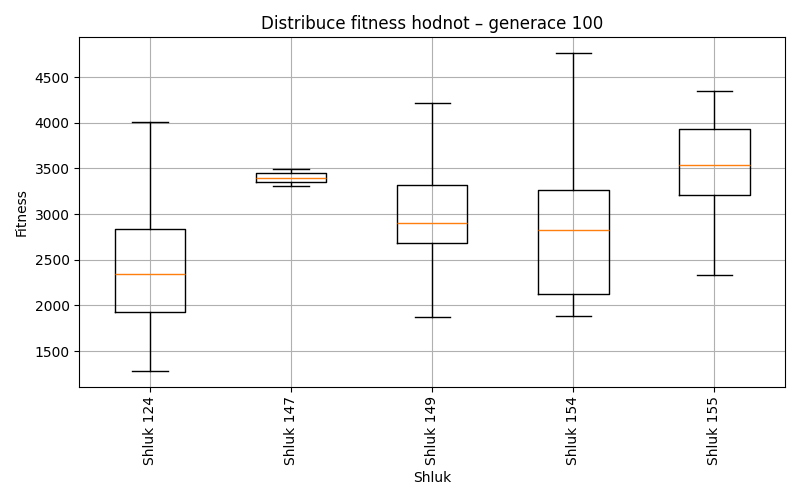 Distribuce fitness hodnot – generace 100
Fitness
4500
4000
3500
3000
2500
2000
1500
Shluk 124
Shluk 147
Shluk 149
Shluk 154
Shluk 155
Shluk